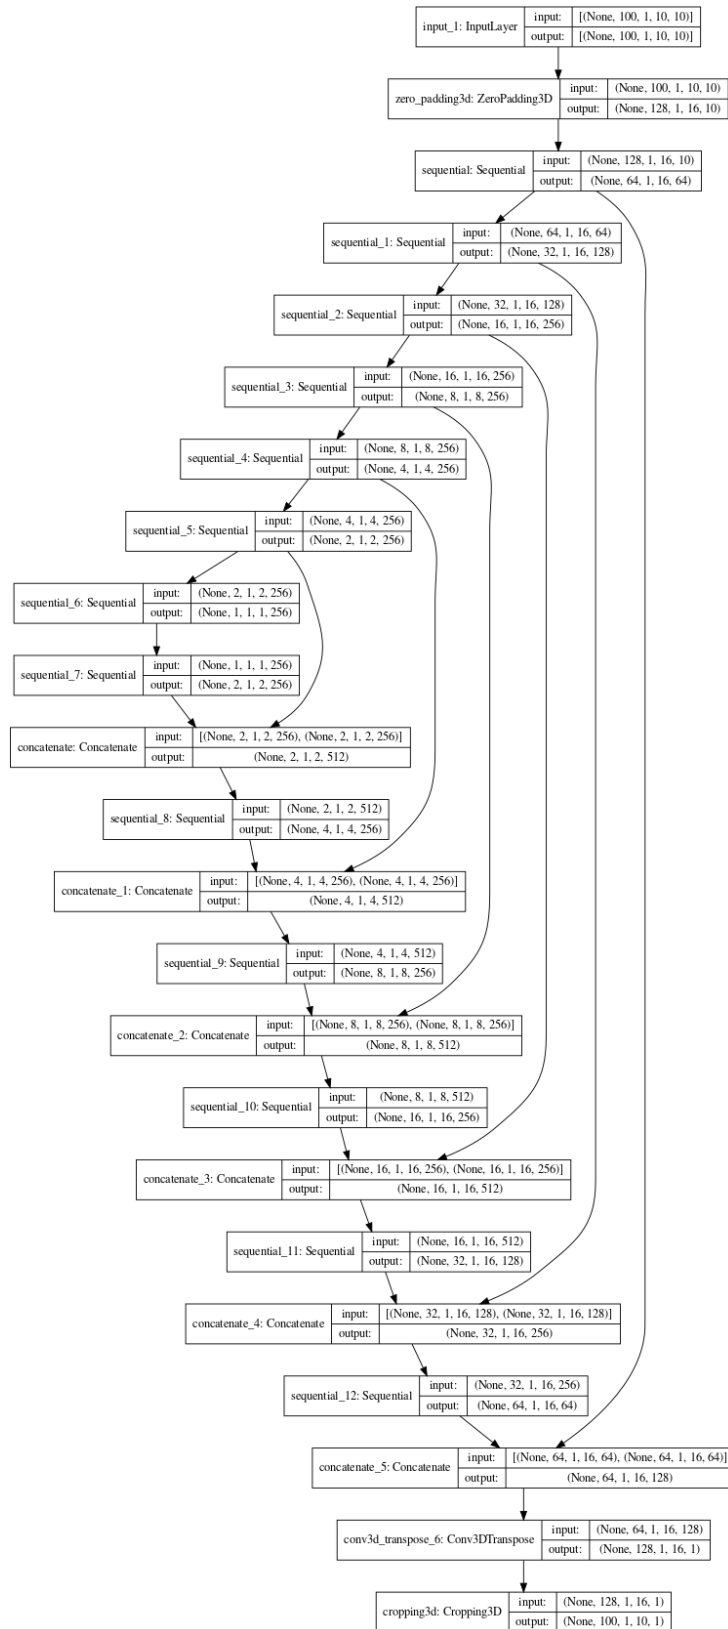 input_1: InputLayer
input: [(None, 100, 1, 10, 10)]
output: [(None, 100, 1, 10, 10)]
zero_padding3d: ZeroPadding3D
input: (None, 100, 1, 10, 10)
output: (None, 128, 1, 16, 10)
sequential: Sequential
input: (None, 128, 1, 16, 10)
output: (None, 64, 1, 16, 64)
sequential_1: Sequential
input: (None, 64, 1, 16, 64)
output: (None, 32, 1, 16, 128)
sequential_2: Sequential
input: (None, 32, 1, 16, 128)
output: (None, 16, 1, 16, 256)
sequential_3: Sequential
input: (None, 16, 1, 16, 256)
output: (None, 8, 1, 8, 256)
sequential_4: Sequential
input: (None, 8, 1, 8, 256)
output: (None, 4, 1, 4, 256)
sequential_5: Sequential
input: (None, 4, 1, 4, 256)
output: (None, 2, 1, 2, 256)
sequential_6: Sequential
input: (None, 2, 1, 2, 256)
output: (None, 1, 1, 1, 256)
sequential_7: Sequential
input: (None, 1, 1, 1, 256)
output: (None, 2, 1, 2, 256)
concatenate: Concatenate
input: [(None, 2, 1, 2, 256), (None, 2, 1, 2, 256)]
output: (None, 2, 1, 2, 512)
sequential_8: Sequential
input: (None, 2, 1, 2, 512)
output: (None, 4, 1, 4, 256)
concatenate_1: Concatenate
input: [(None, 4, 1, 4, 256), (None, 4, 1, 4, 256)]
output: (None, 4, 1, 4, 512)
sequential_9: Sequential
input: (None, 4, 1, 4, 512)
output: (None, 8, 1, 8, 256)
concatenate_2: Concatenate
input: [(None, 8, 1, 8, 256), (None, 8, 1, 8, 256)]
output: (None, 8, 1, 8, 512)
sequential_10: Sequential
input: (None, 8, 1, 8, 512)
output: (None, 16, 1, 16, 256)
concatenate_3: Concatenate
input: [(None, 16, 1, 16, 256), (None, 16, 1, 16, 256)]
output: (None, 16, 1, 16, 512)
sequential_11: Sequential
input: (None, 16, 1, 16, 512)
output: (None, 32, 1, 16, 128)
concatenate_4: Concatenate
input: [(None, 32, 1, 16, 128), (None, 32, 1, 16, 128)]
output: (None, 32, 1, 16, 256)
sequential_12: Sequential
input: (None, 32, 1, 16, 256)
output: (None, 64, 1, 16, 64)
concatenate_5: Concatenate
input: [(None, 64, 1, 16, 64), (None, 64, 1, 16, 64)]
output: (None, 64, 1, 16, 128)
conv3d_transpose_6: Conv3DTranspose
input: (None, 64, 1, 16, 128)
output: (None, 128, 1, 16, 1)
cropping3d: Cropping3D
input: (None, 128, 1, 16, 1)
output: (None, 100, 1, 10, 1)